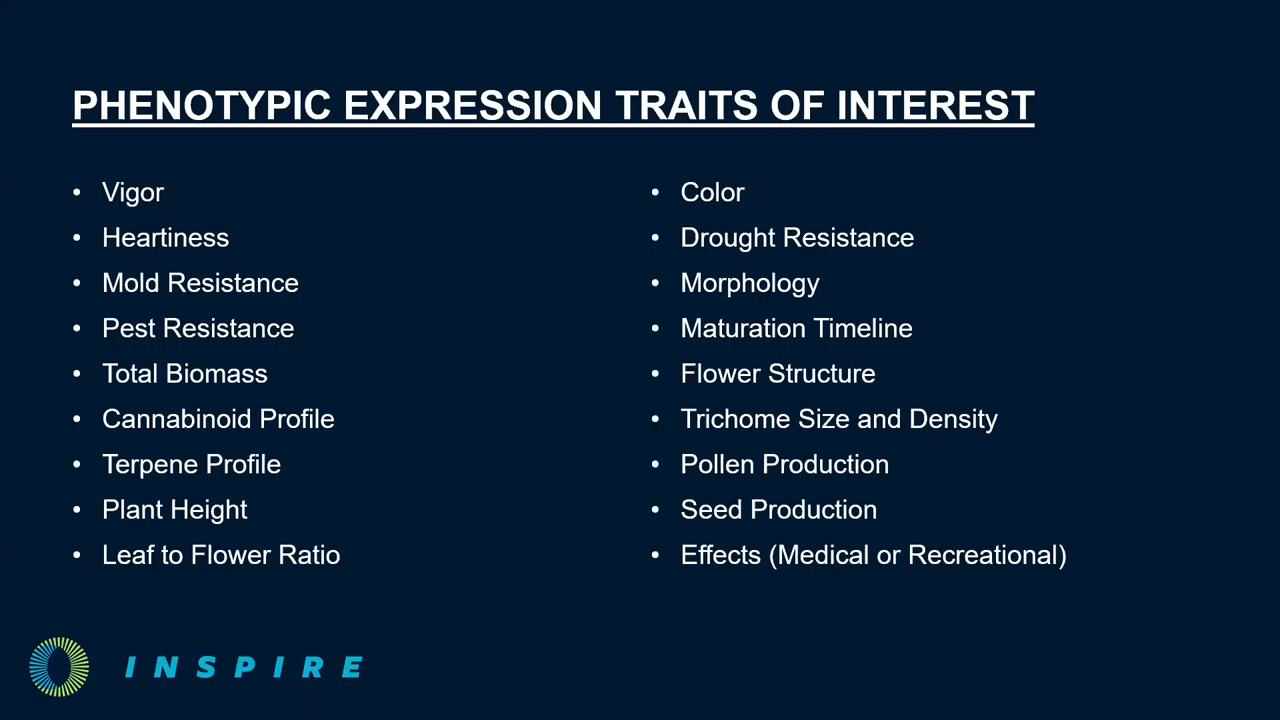 PHENOTYPIC EXPRESSION TRAITS OF INTEREST
• Vigor
• Heartiness
• Mold Resistance
• Pest Resistance
• Total Biomass
• Cannabinoid Profile
• Terpene Profile
• Plant Height
• Leaf to Flower Ratio
• Color
• Drought Resistance
• Morphology
• Maturation Timeline
• Flower Structure
• Trichome Size and Density
• Pollen Production
• Seed Production
• Effects (Medical or Recreational)
INSPIRE